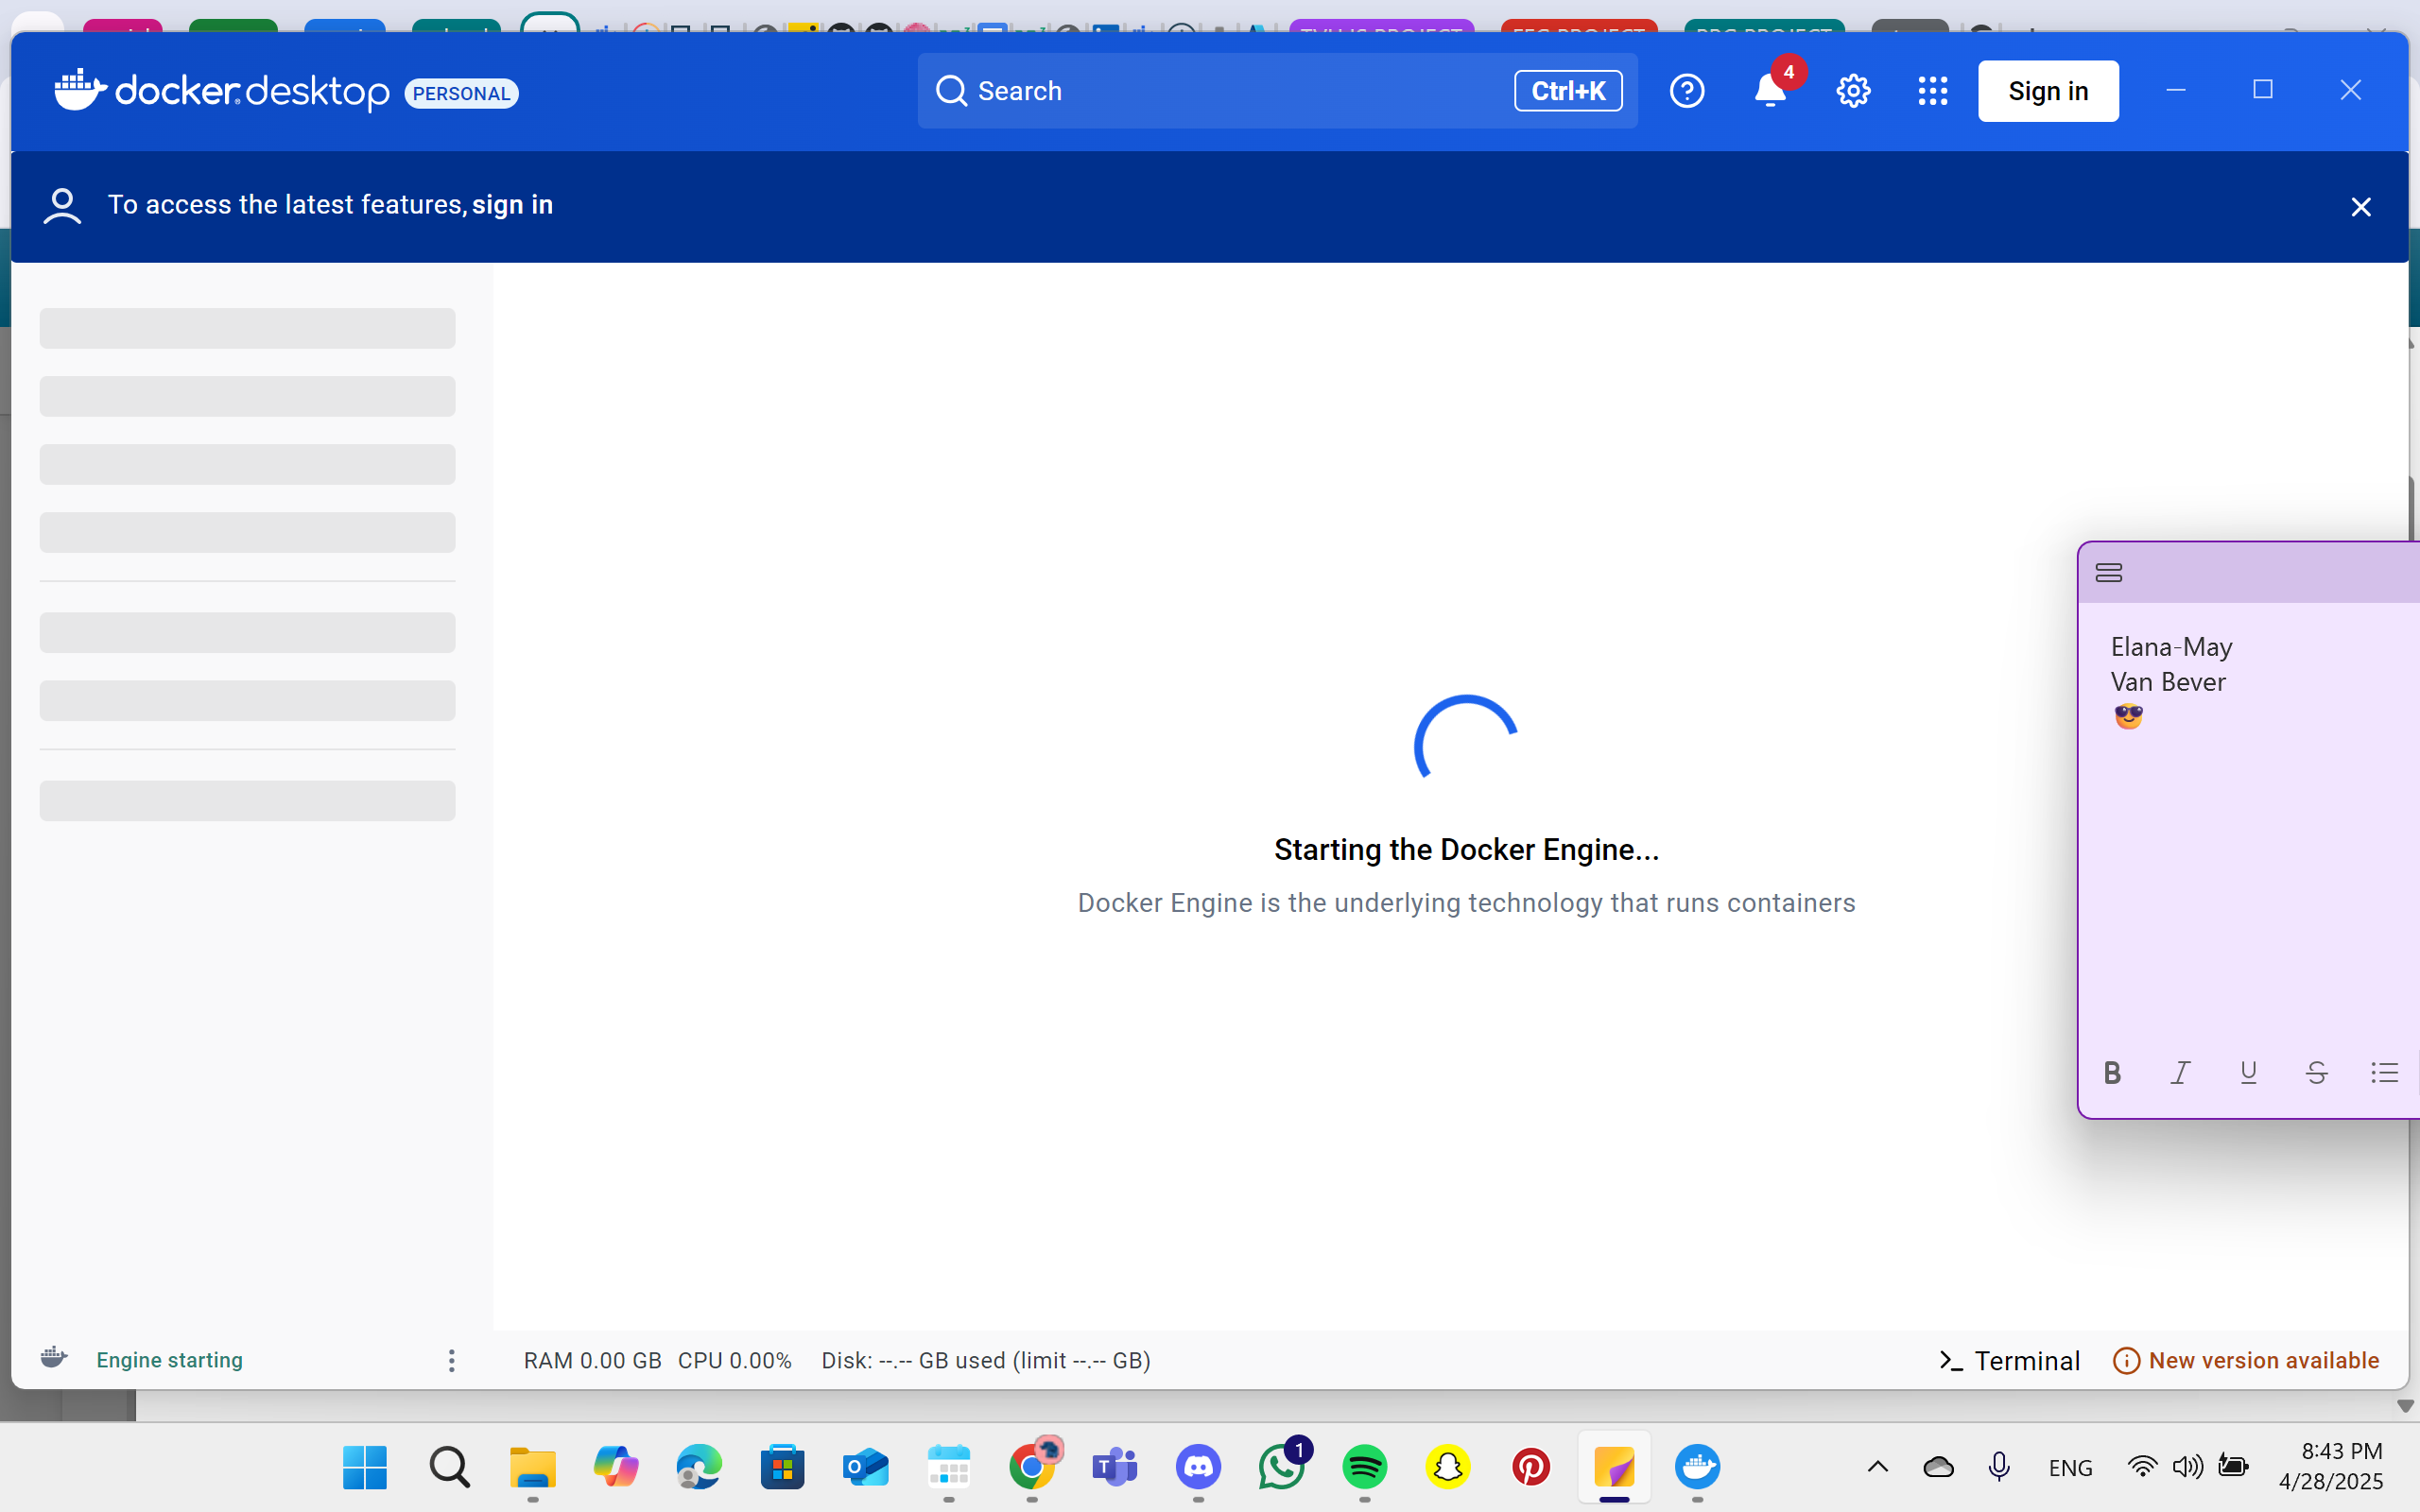 docker desktop PERSONAL
Search
Ctrl+K
4
Sign in
To access the latest features, sign in
Elana-May
Van Bever
😎
Starting the Docker Engine...
Docker Engine is the underlying technology that runs containers
B I U S
Engine starting
RAM 0.00 GB CPU 0.00% Disk: --.-- GB used (limit --.-- GB)
Terminal
New version available
1
ENG
8:43 PM
4/28/2025